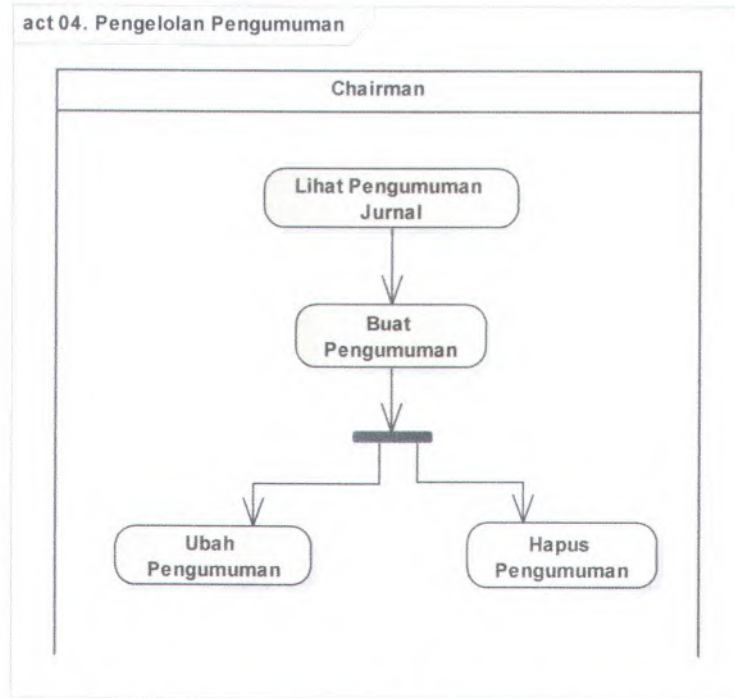 act 04. Pengelolan Pengumuman
Chairman
Lihat Pengumuman
Jurnal
Buat
Pengumuman
Ubah
Pengumuman
Hapus
Pengumuman